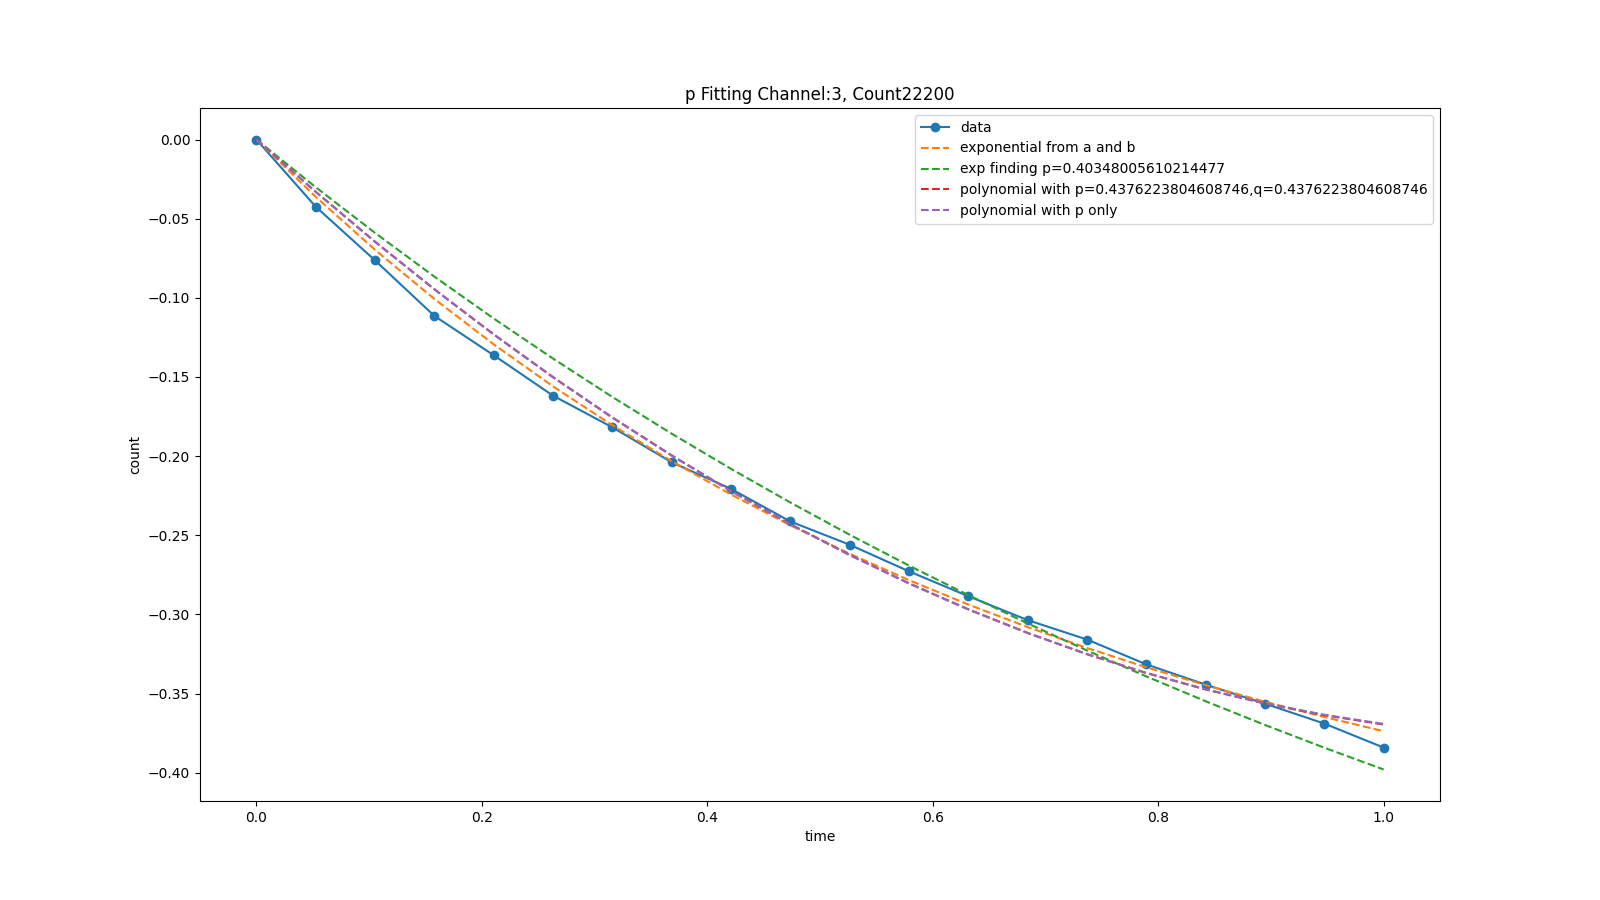 p Fitting Channel:3, Count22200
data
exponential from a and b
exp finding p=0.40348005610214477
polynomial with p=0.4376223804608746,q=0.4376223804608746
polynomial with p only
count
0.00
−0.05
−0.10
−0.15
−0.20
−0.25
−0.30
−0.35
−0.40
0.0 0.2 0.4 0.6 0.8 1.0
time